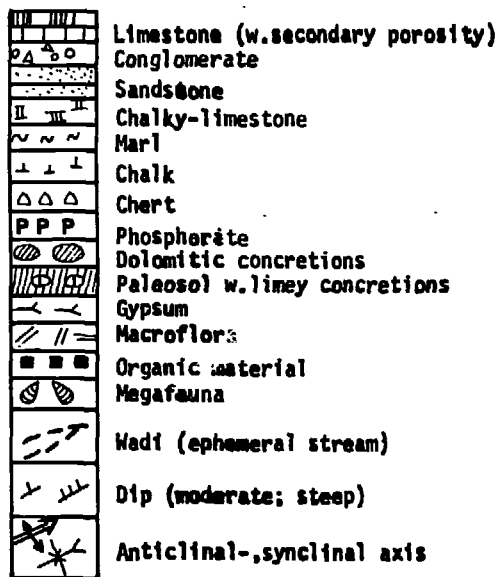 Limestone (w.secondary porosity)
Conglomerate
Sandstone
Chalky-limestone
Marl
Chalk
Chert
P P P
Phosphorite
Dolomitic concretions
Paleosol w.limey concretions
Gypsum
Macroflora
Organic material
Megafauna
Wadi (ephemeral stream)
Dip (moderate; steep)
Anticlinal-,synclinal axis